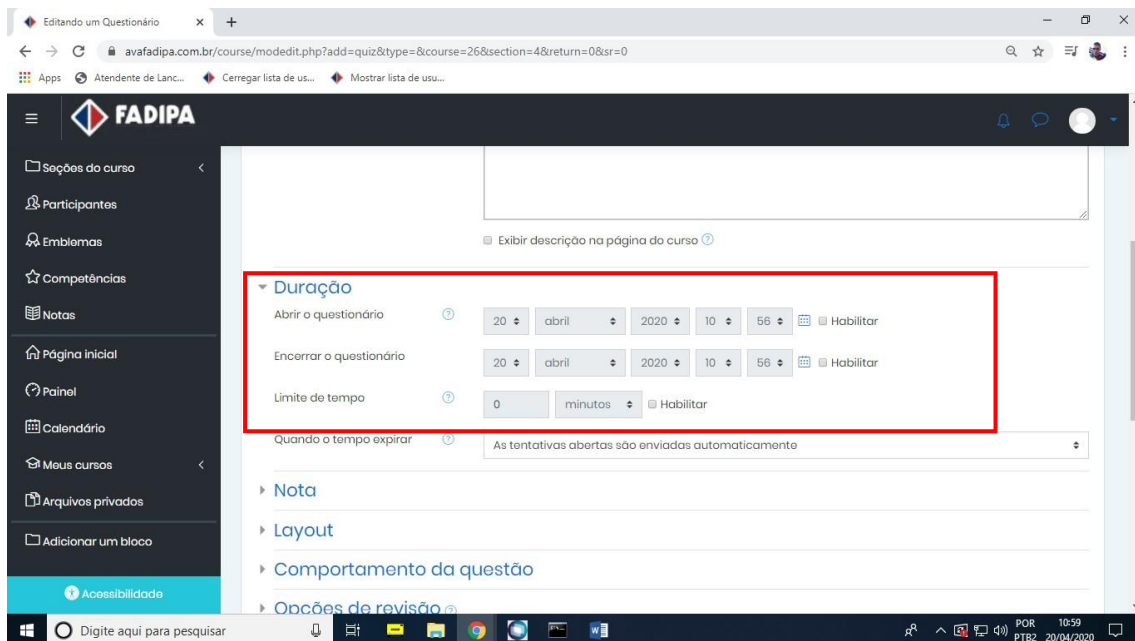 Editando um Questionário
avafadipa.com.br/course/modedit.php?add=quiz&type=&course=26&section=4&return=0&sr=0
Apps Atendente de Lanc... Cerregar lista de us... Mostrar lista de usu...
FADIPA
Seções do curso
Participantes
Emblemas
Competências
Notas
Página inicial
Painel
Calendário
Meus cursos
Arquivos privados
Adicionar um bloco
Acessibilidade
Exibir descrição na página do curso
Duração
Abrir o questionário 20 abril 2020 10 56 Habilitar
Encerrar o questionário 20 abril 2020 10 56 Habilitar
Limite de tempo 0 minutos Habilitar
Quando o tempo expirar As tentativas abertas são enviadas automaticamente
Nota
Layout
Comportamento da questão
Opções de revisão
Digite aqui para pesquisar
POR 10:59
PTB2 20/04/2020